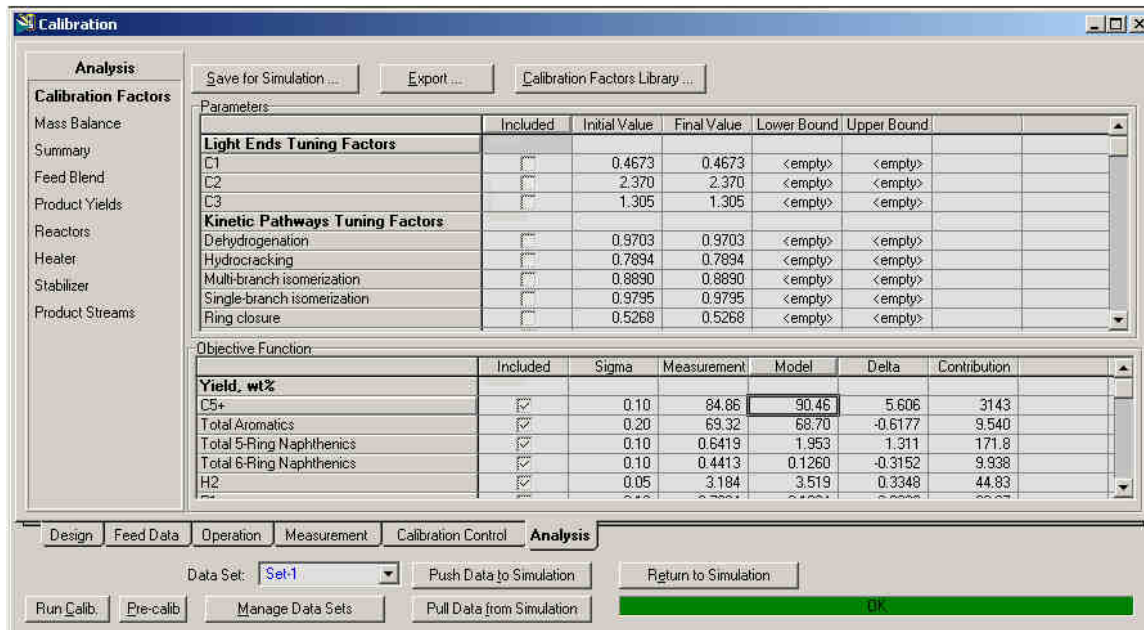 Calibration
Analysis
Calibration Factors
Mass Balance
Summary
Feed Blend
Product Yields
Reactors
Heater
Stabilizer
Product Streams
Save for Simulation ... Export ... Calibration Factors Library ...
Parameters
Included Initial Value Final Value Lower Bound Upper Bound
Light Ends Tuning Factors
C1 0.4673 0.4673 <empty> <empty>
C2 2.370 2.370 <empty> <empty>
C3 1.305 1.305 <empty> <empty>
Kinetic Pathways Tuning Factors
Dehydrogenation 0.9703 0.9703 <empty> <empty>
Hydrocracking 0.7894 0.7894 <empty> <empty>
Multi-branch isomerization 0.8890 0.8890 <empty> <empty>
Single-branch isomerization 0.9795 0.9795 <empty> <empty>
Ring closure 0.5268 0.5268 <empty> <empty>
Objective Function
Included Sigma Measurement Model Delta Contribution
Yield, wt%
C5+ 0.10 84.86 90.46 5.606 3143
Total Aromatics 0.20 69.32 68.70 -0.6177 9.540
Total 5-Ring Naphthenics 0.10 0.6419 1.953 1.311 171.8
Total 6-Ring Naphthenics 0.10 0.4413 0.1260 -0.3152 9.938
H2 0.05 3.184 3.519 0.3348 44.83
Design Feed Data Operation Measurement Calibration Control Analysis
Data Set: Set-1 Push Data to Simulation Return to Simulation
Run Calib. Pre-calib Manage Data Sets Pull Data from Simulation OK